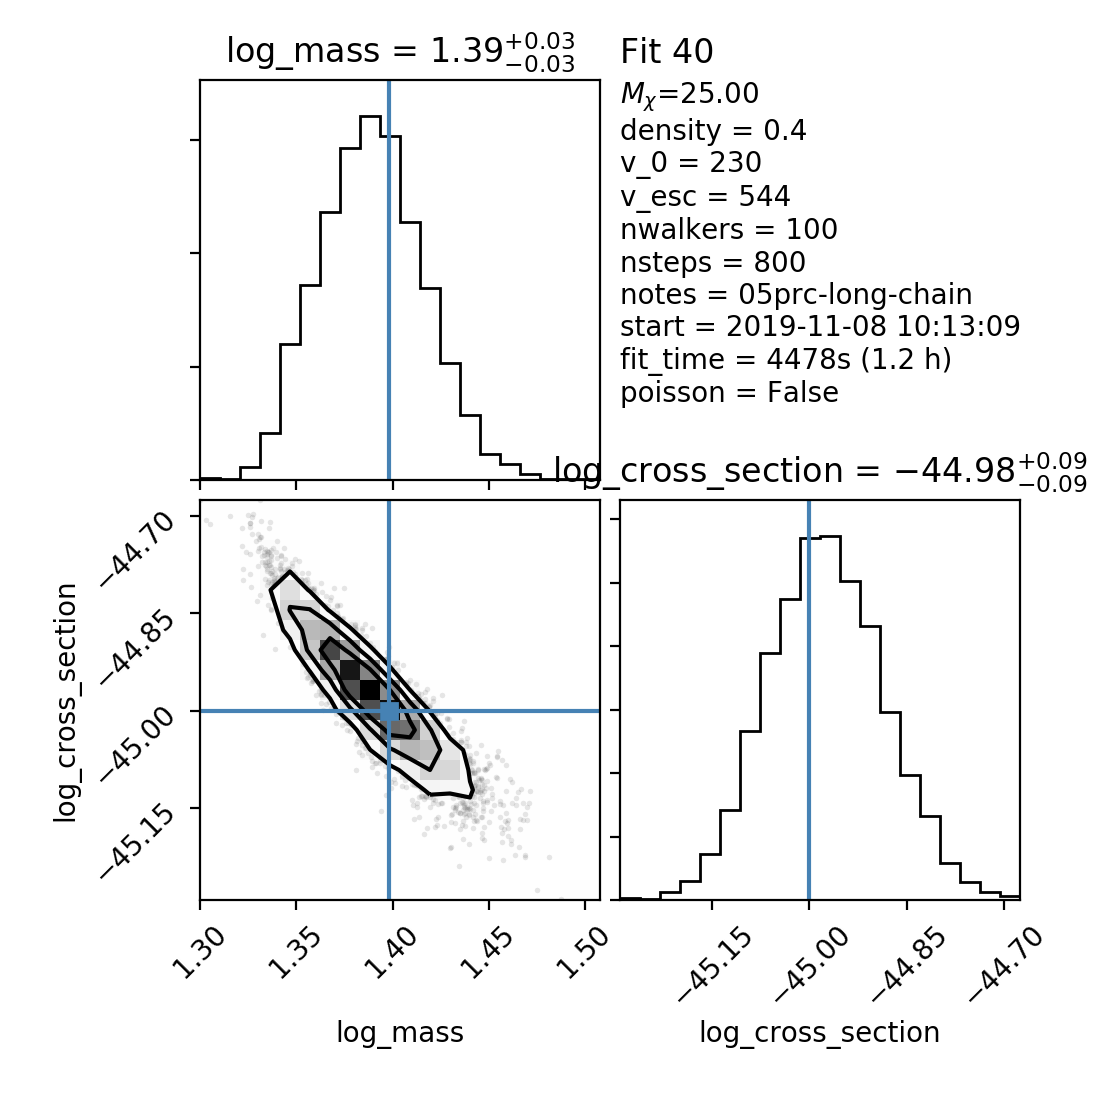 log_mass = 1.39+0.03−0.03
Fit 40
Mχ=25.00
density = 0.4
v_0 = 230
v_esc = 544
nwalkers = 100
nsteps = 800
notes = 05prc-long-chain
start = 2019-11-08 10:13:09
fit_time = 4478s (1.2 h)
poisson = False
log_cross_section = −44.98+0.09−0.09
log_cross_section
−44.70
−44.85
−45.00
−45.15
1.30
1.35
1.40
1.45
1.50
log_mass
−45.15
−45.00
−44.85
−44.70
log_cross_section